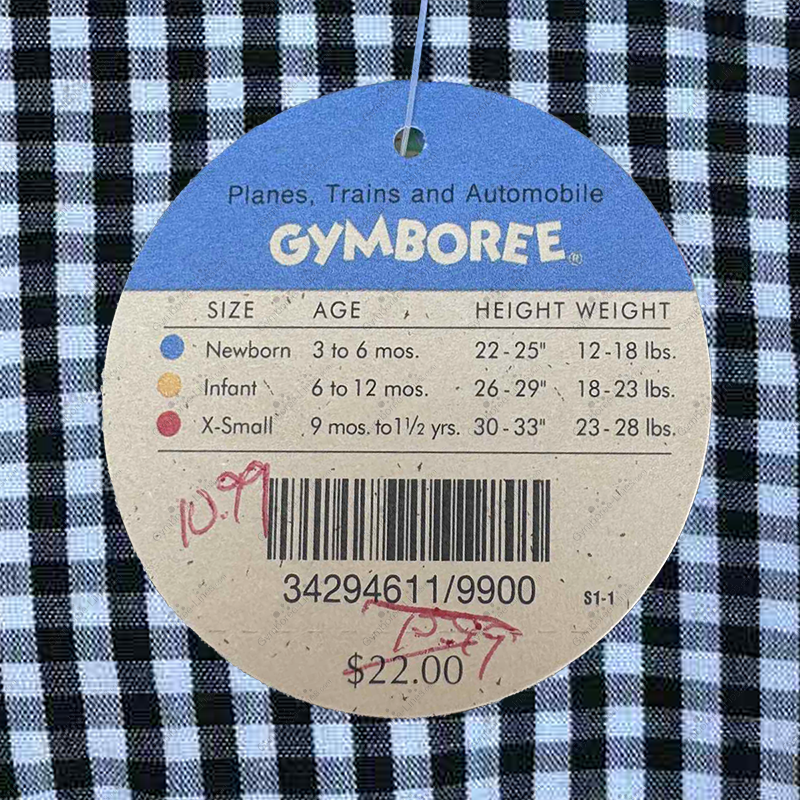 Planes, Trains and Automobile
GYMBOREE®
SIZE AGE HEIGHT WEIGHT
Newborn 3 to 6 mos. 22-25" 12-18 lbs.
Infant 6 to 12 mos. 26-29" 18-23 lbs.
X-Small 9 mos. to 1½ yrs. 30-33" 23-28 lbs.
10.99
34294611/9900 S1-1
$22.00